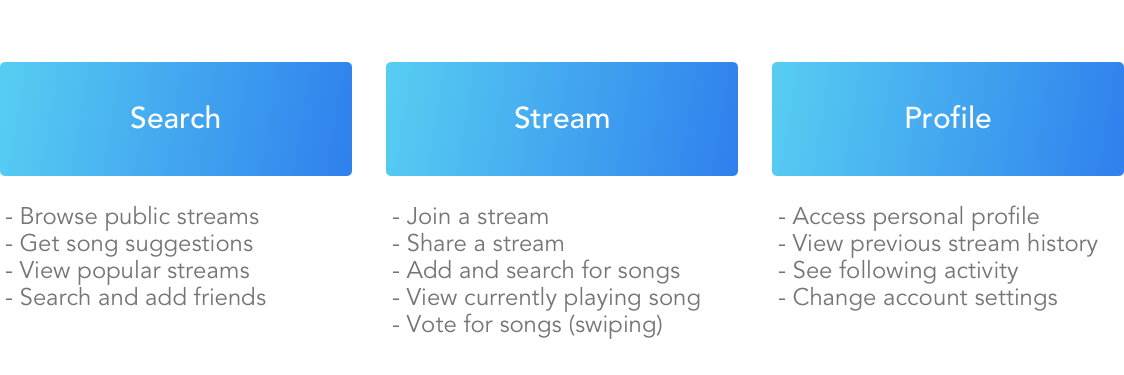 Search
- Browse public streams
- Get song suggestions
- View popular streams
- Search and add friends
Stream
- Join a stream
- Share a stream
- Add and search for songs
- View currently playing song
- Vote for songs (swiping)
Profile
- Access personal profile
- View previous stream history
- See following activity
- Change account settings